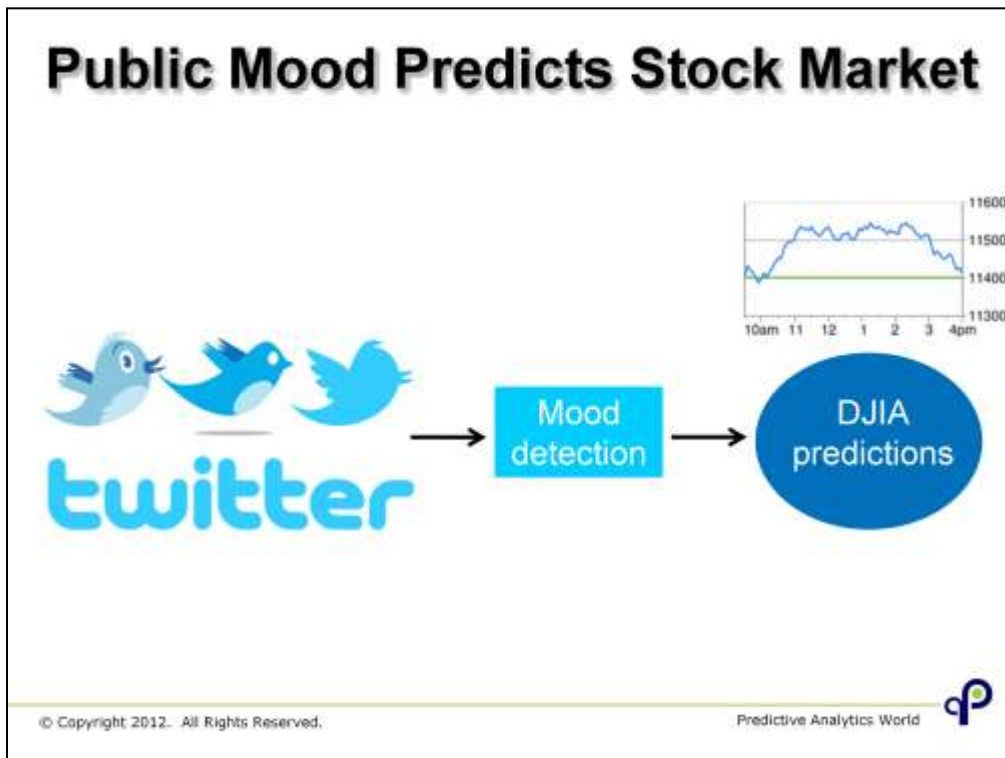 Public Mood Predicts Stock Market
11600
11500
11400
11300
10am 11 12 1 2 3 4pm
twitter
Mood
detection
DJIA
predictions
© Copyright 2012. All Rights Reserved.
Predictive Analytics World